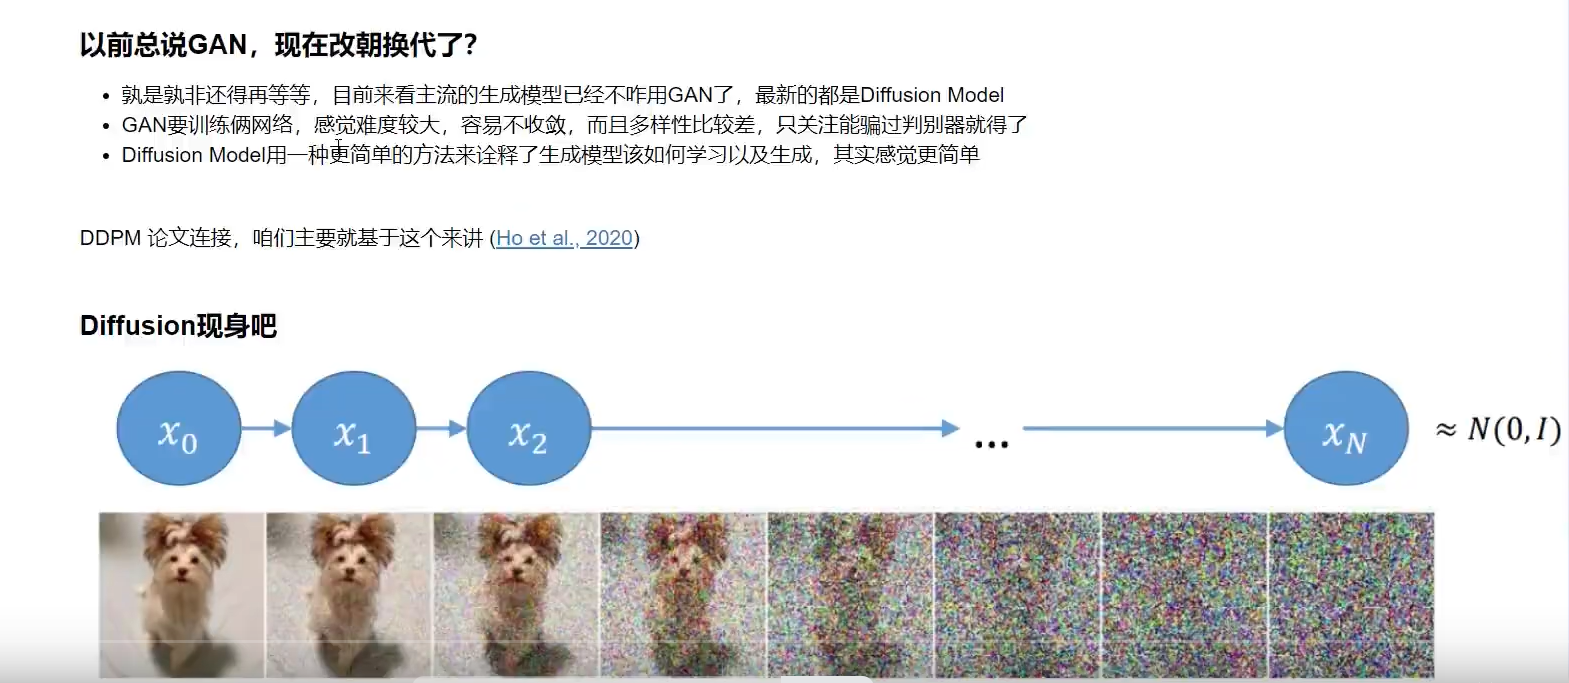 以前总说GAN，现在改朝换代了？
孰是孰非还得再等等，目前来看主流的生成模型已经不咋用GAN了，最新的都是Diffusion Model
GAN要训练俩网络，感觉难度较大，容易不收敛，而且多样性比较差，只关注能骗过判别器就得了
Diffusion Model用一种更简单的方法来诠释了生成模型该如何学习以及生成，其实感觉更简单
DDPM 论文连接，咱们主要就基于这个来讲 (Ho et al., 2020)
Diffusion现身吧
x₀ x₁ x₂ ... x_N ≈ N(0,I)